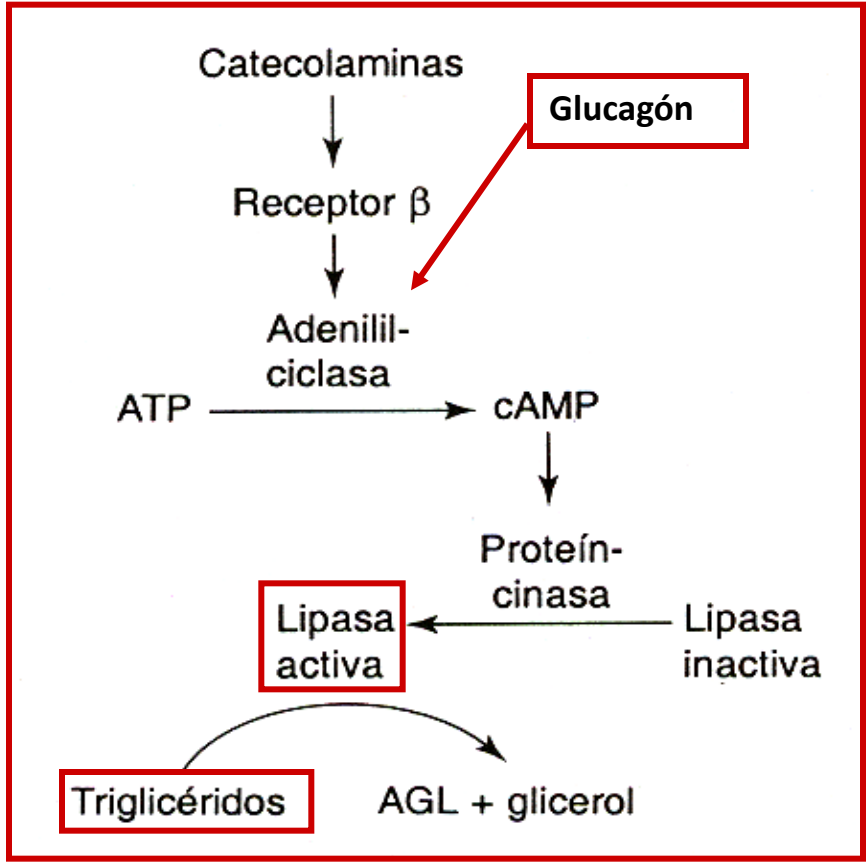 Catecolaminas
Glucagón
Receptor β
Adenilil-
ciclasa
ATP
cAMP
Proteín-
cinasa
Lipasa
activa
Lipasa
inactiva
Triglicéridos
AGL + glicerol